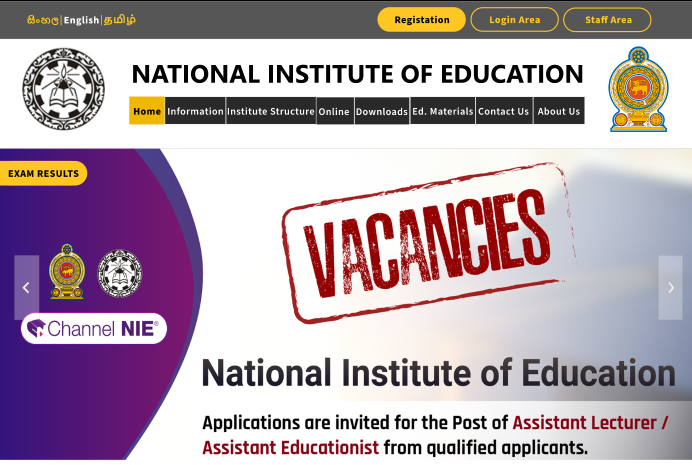 සිංහල|English|தமிழ்
Registation
Login Area
Staff Area
NATIONAL INSTITUTE OF EDUCATION
Home Information Institute Structure Online Downloads Ed. Materials Contact Us About Us
EXAM RESULTS
VACANCIES
Channel NIE®
National Institute of Education
Applications are invited for the Post of Assistant Lecturer /
Assistant Educationist from qualified applicants.